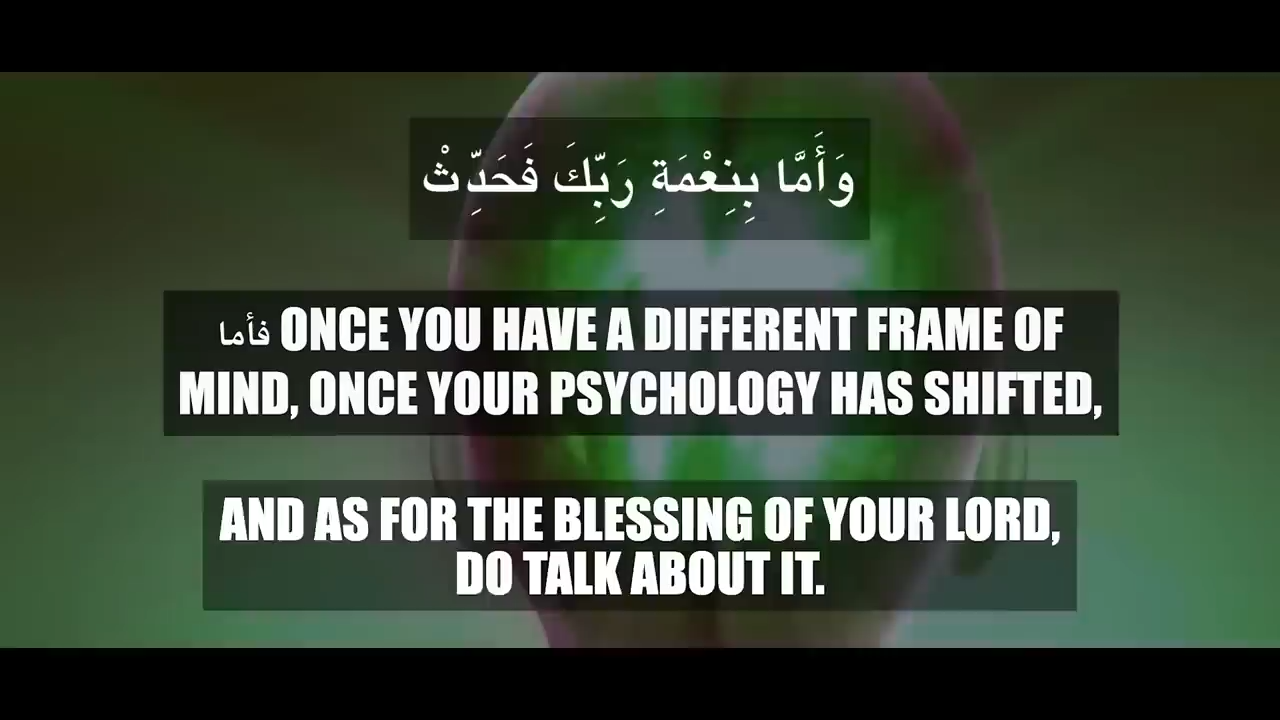 وَأَمَّا بِنِعْمَةِ رَبِّكَ فَحَدِّثْ
فأما ONCE YOU HAVE A DIFFERENT FRAME OF
MIND, ONCE YOUR PSYCHOLOGY HAS SHIFTED,
AND AS FOR THE BLESSING OF YOUR LORD,
DO TALK ABOUT IT.